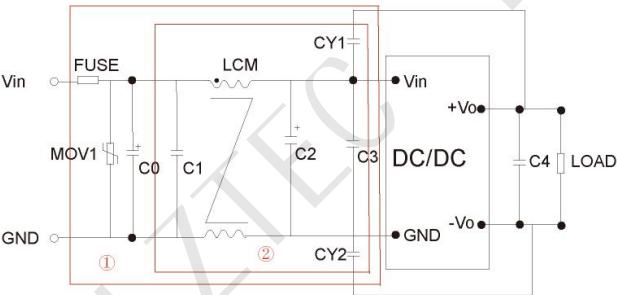 CY1
FUSE
LCM
Vin
Vin
+Vo
MOV1
C0
C1
C2
C3
DC/DC
C4
LOAD
GND
GND
-Vo
①
②
CY2
ZTEC